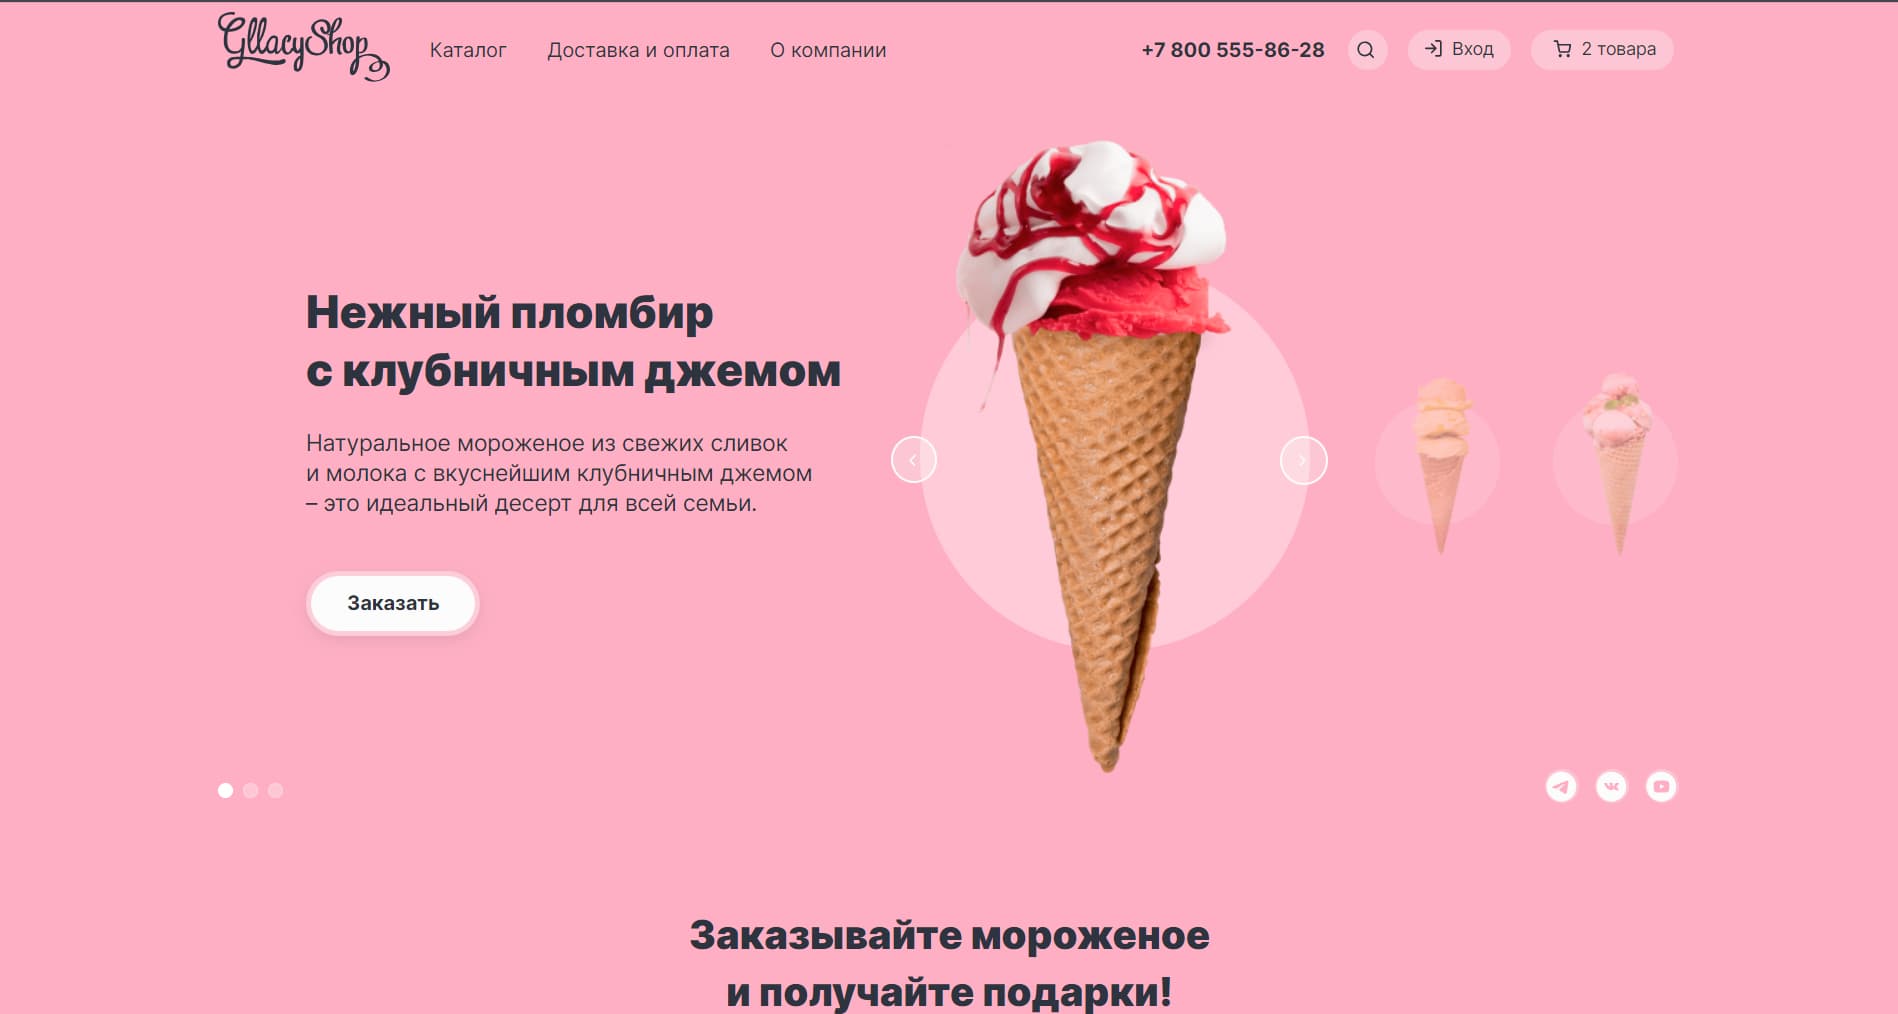 GllacyShop
Каталог
Доставка и оплата
О компании
+7 800 555-86-28
Вход
2 товара
Нежный пломбир
с клубничным джемом
Натуральное мороженое из свежих сливок
и молока с вкуснейшим клубничным джемом
– это идеальный десерт для всей семьи.
Заказать
Заказывайте мороженое
и получайте подарки!